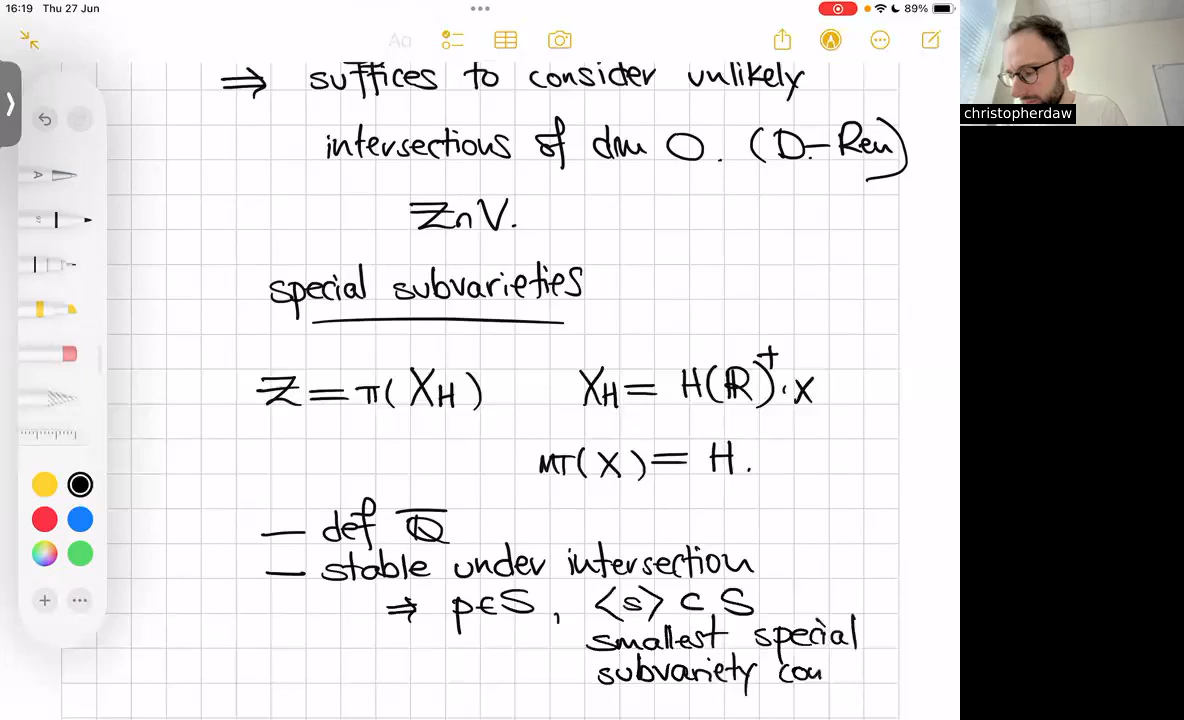 16:19 Thu 27 Jun
89%
christopherdaw
⇒ suffices to consider unlikely
intersections of dim 0. (D.-Ren)
Z∩V.
special subvarieties
Z = π(X_H) X_H = H(ℝ)⁺·x
MT(x) = H.
— def Q̅
— stable under intersection
⇒ p∈S, <s> ⊂ S
smallest special
subvariety con